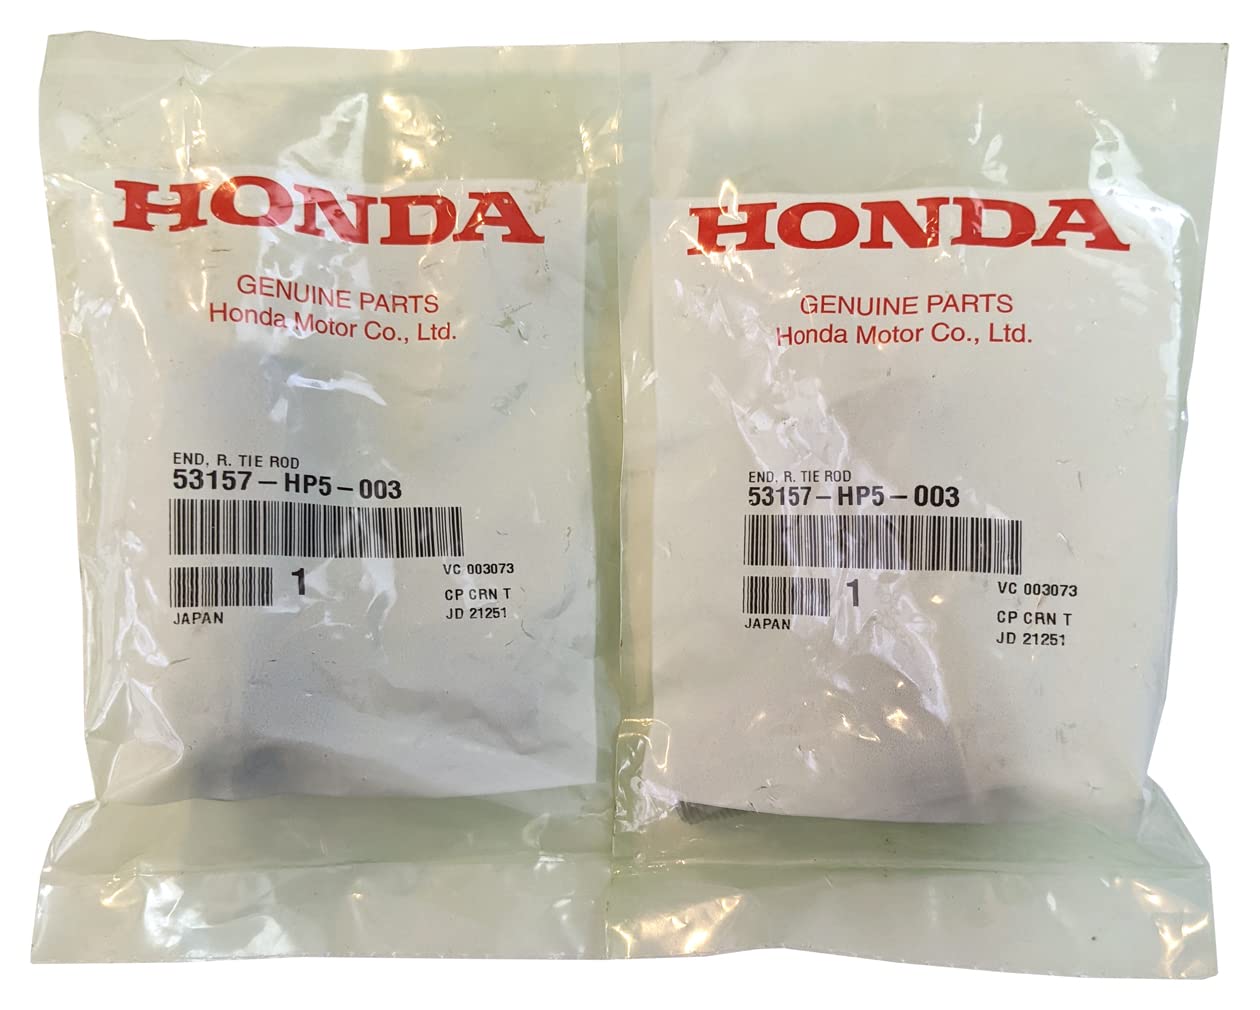 HONDA
GENUINE PARTS
Honda Motor Co., Ltd.
END, R. TIE ROD
53157-HP5-003
1
VC 003073
CP CRN T
JAPAN
JD 21251
HONDA
GENUINE PARTS
Honda Motor Co., Ltd.
END, R. TIE ROD
53157-HP5-003
1
VC 003073
CP CRN T
JAPAN
JD 21251